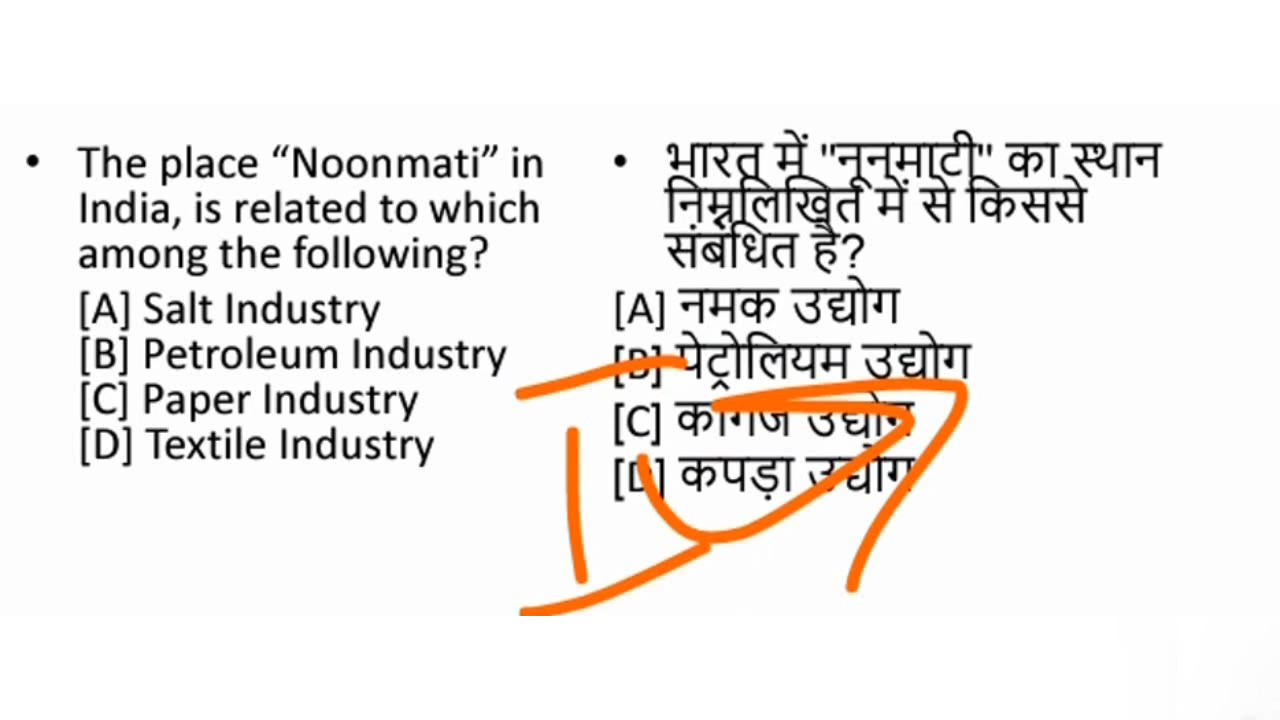 • The place “Noonmati” in
India, is related to which
among the following?
[A] Salt Industry
[B] Petroleum Industry
[C] Paper Industry
[D] Textile Industry
• भारत में "नूनमाटी" का स्थान
निम्नलिखित में से किससे
संबंधित है?
[A] नमक उद्योग
[B] पेट्रोलियम उद्योग
[C] कागज उद्योग
[D] कपड़ा उद्योग